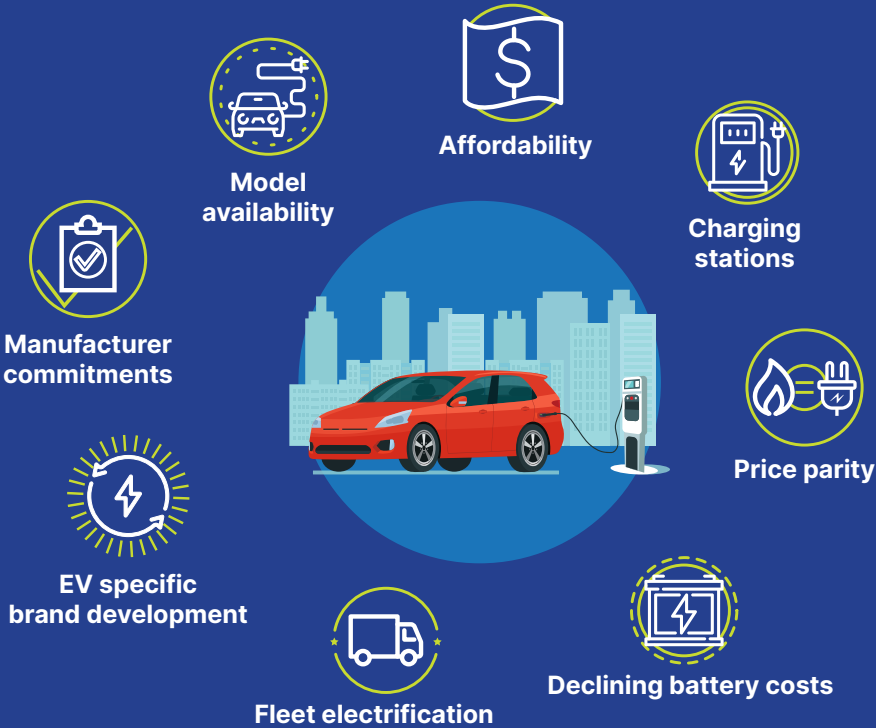 Affordability
Model
availability
Charging
stations
Manufacturer
commitments
Price parity
EV specific
brand development
Declining battery costs
Fleet electrification